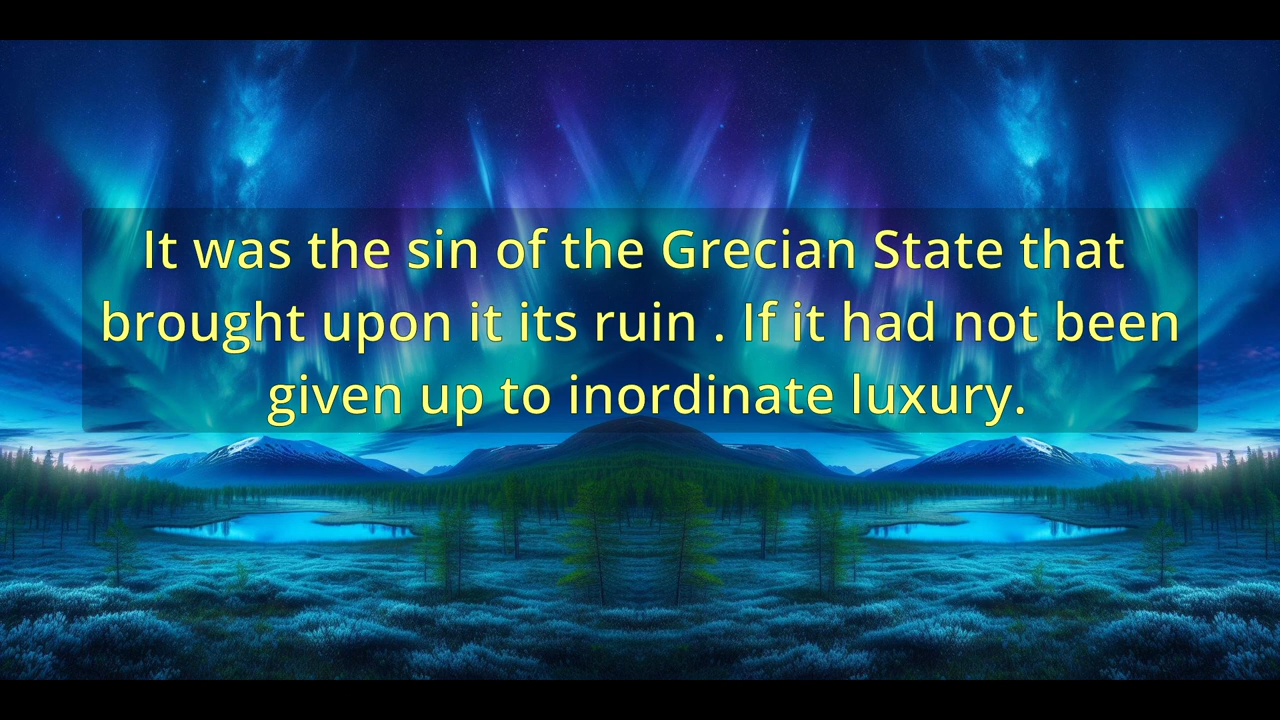 It was the sin of the Grecian State that
brought upon it its ruin . If it had not been
given up to inordinate luxury.